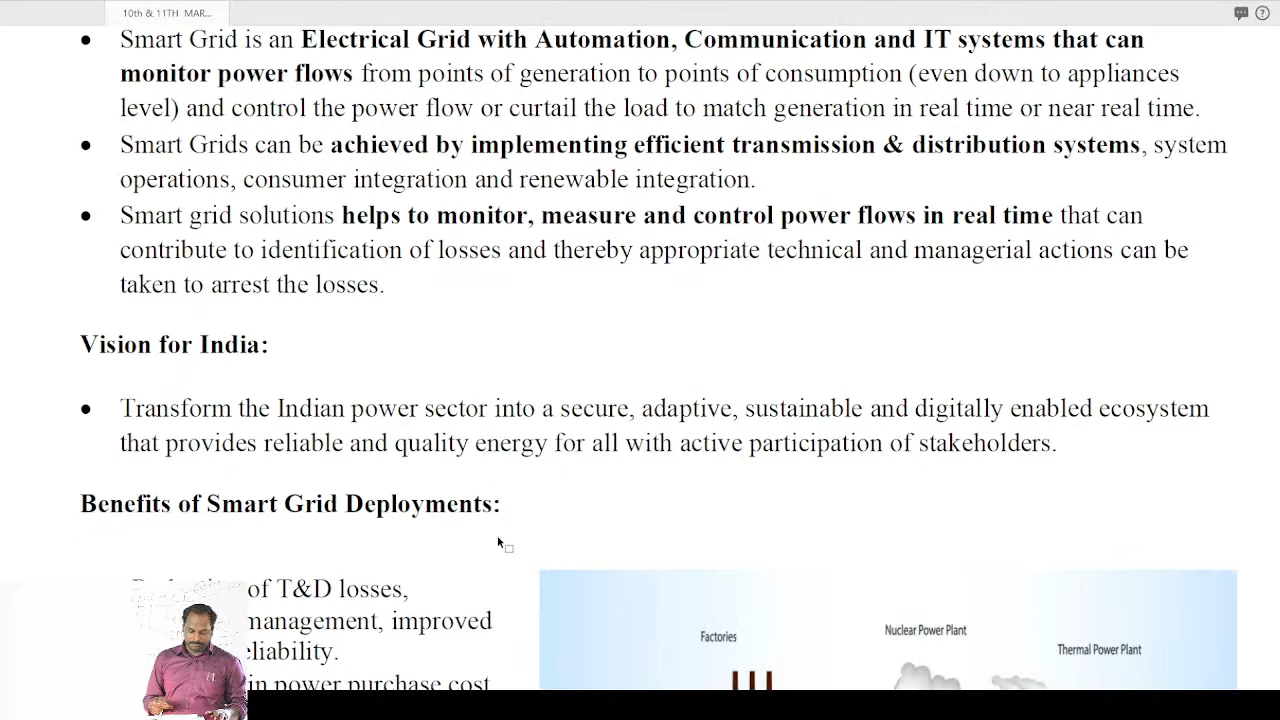 10th & 11TH MAR...
• Smart Grid is an Electrical Grid with Automation, Communication and IT systems that can
monitor power flows from points of generation to points of consumption (even down to appliances
level) and control the power flow or curtail the load to match generation in real time or near real time.
• Smart Grids can be achieved by implementing efficient transmission & distribution systems, system
operations, consumer integration and renewable integration.
• Smart grid solutions helps to monitor, measure and control power flows in real time that can
contribute to identification of losses and thereby appropriate technical and managerial actions can be
taken to arrest the losses.
Vision for India:
• Transform the Indian power sector into a secure, adaptive, sustainable and digitally enabled ecosystem
that provides reliable and quality energy for all with active participation of stakeholders.
Benefits of Smart Grid Deployments:
of T&D losses,
management, improved
in power purchase cost
Factories
Nuclear Power Plant
Thermal Power Plant